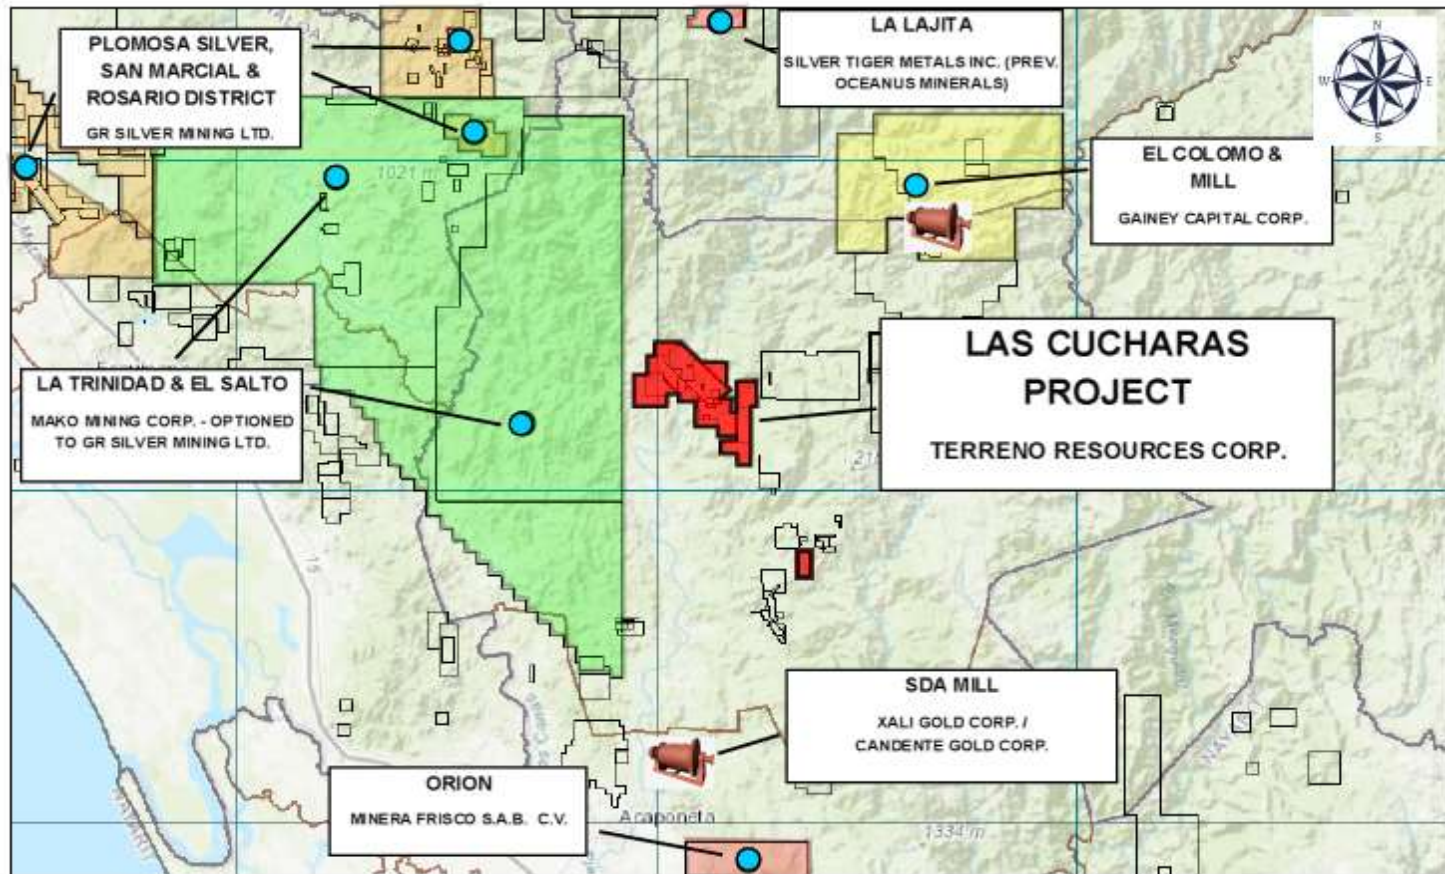 PLOMOSA SILVER,
SAN MARCIAL &
ROSARIO DISTRICT
GR SILVER MINING LTD.
LA LAJITA
SILVER TIGER METALS INC. (PREV.
OCEANUS MINERALS)
N
W
E
S
EL COLOMO &
MILL
GAINEY CAPITAL CORP.
1021 m
LAS CUCHARAS
PROJECT
TERRENO RESOURCES CORP.
LA TRINIDAD & EL SALTO
MAKO MINING CORP. - OPTIONED
TO GR SILVER MINING LTD.
15
SDA MILL
XALI GOLD CORP. /
CANDENTE GOLD CORP.
ORION
MINERA FRISCO S.A.B. C.V.
Acaponeta
1334 m